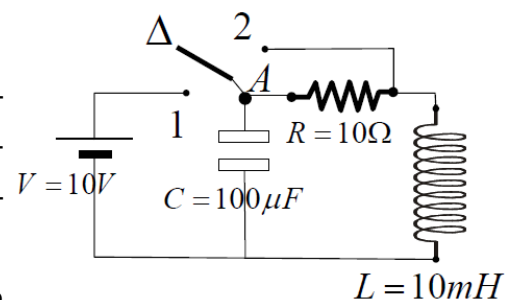 Δ
2
A
1
R = 10Ω
V = 10V
C = 100μF
L = 10mH